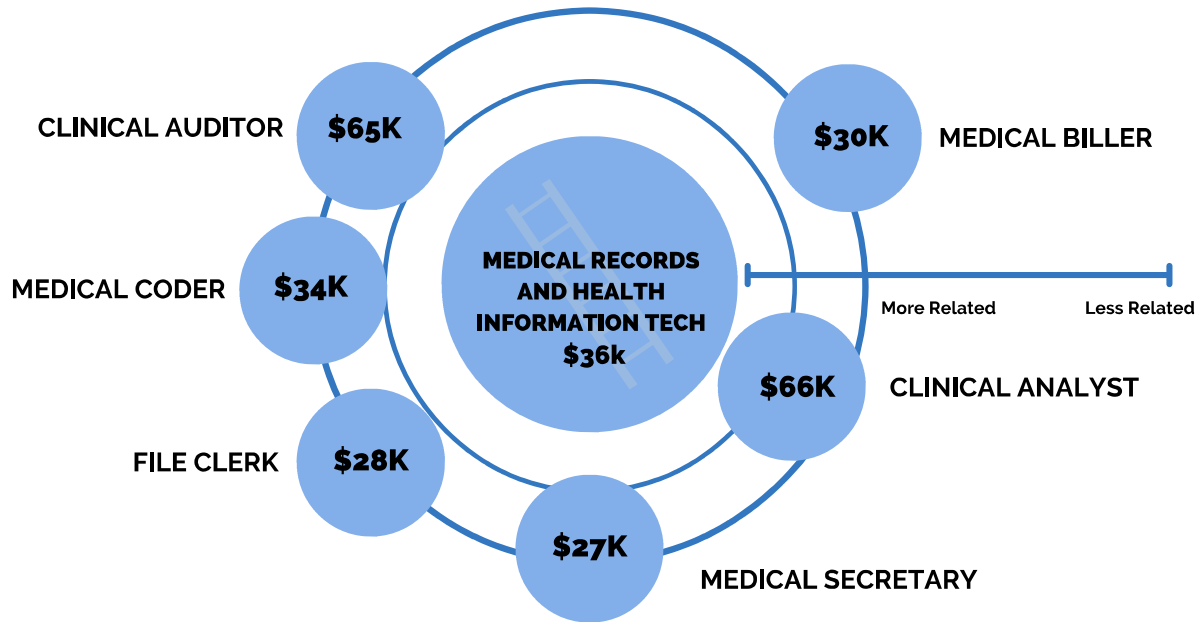 CLINICAL AUDITOR
$65K
$30K
MEDICAL BILLER
MEDICAL CODER
$34K
MEDICAL RECORDS
AND HEALTH
INFORMATION TECH
$36k
More Related
Less Related
$66K
CLINICAL ANALYST
FILE CLERK
$28K
$27K
MEDICAL SECRETARY